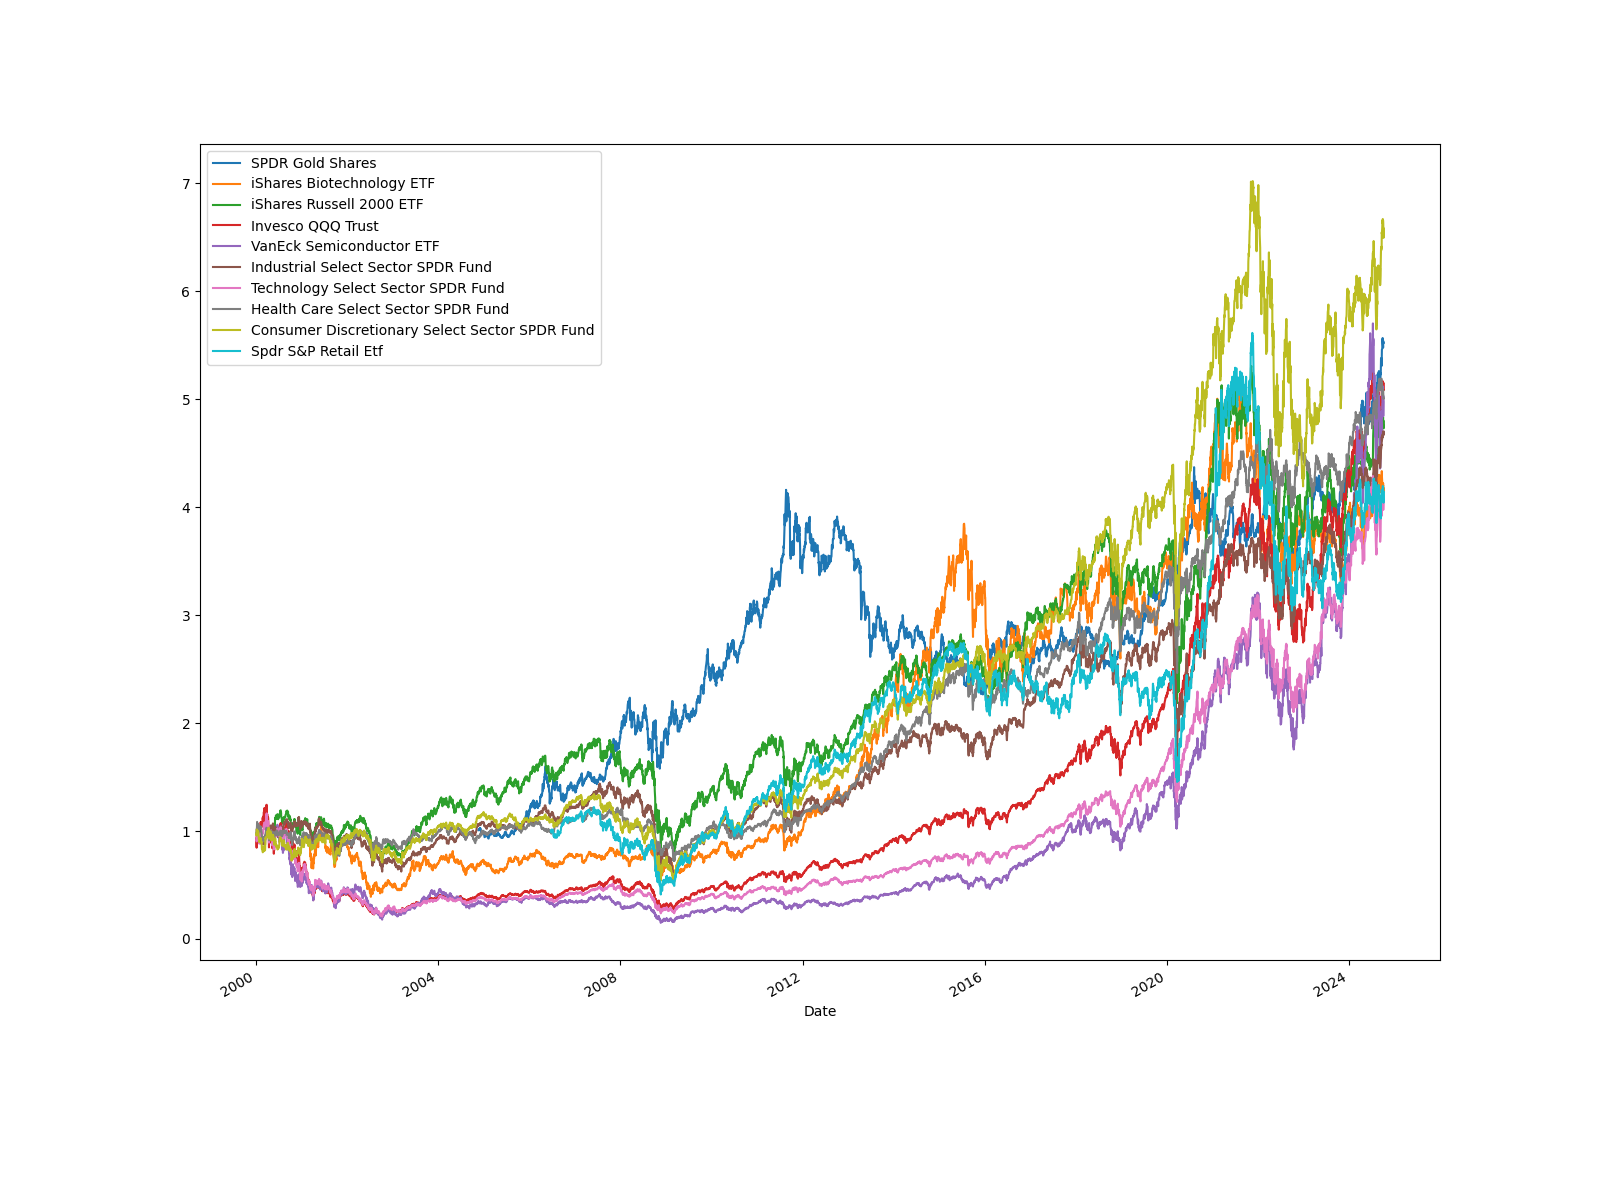 SPDR Gold Shares
iShares Biotechnology ETF
iShares Russell 2000 ETF
Invesco QQQ Trust
VanEck Semiconductor ETF
Industrial Select Sector SPDR Fund
Technology Select Sector SPDR Fund
Health Care Select Sector SPDR Fund
Consumer Discretionary Select Sector SPDR Fund
Spdr S&P Retail Etf
7
6
5
4
3
2
1
0
2000 2004 2008 2012 2016 2020 2024
Date